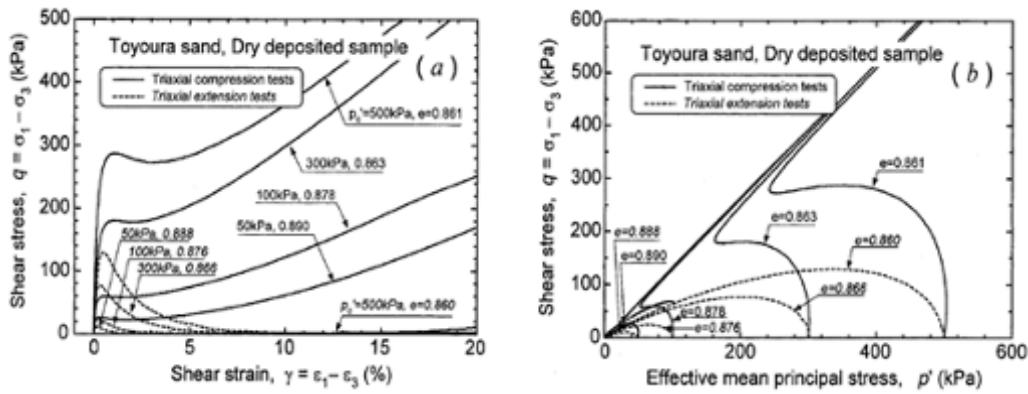 Toyoura sand, Dry deposited sample
(a)
Triaxial compression tests
Triaxial extension tests
p₀'=500kPa, e=0.861
300kPa, 0.863
100kPa, 0.878
50kPa, 0.890
50kPa, 0.888
100kPa, 0.876
300kPa, 0.866
p₀'=500kPa, e=0.860
500
400
300
200
100
0
0 5 10 15 20
Shear stress, q = σ₁ − σ₃ (kPa)
Shear strain, γ = ε₁− ε₃ (%)
Toyoura sand, Dry deposited sample
(b)
Triaxial compression tests
Triaxial extension tests
e=0.861
e=0.888
e=0.863
e=0.890
e=0.860
e=0.866
e=0.878
e=0.876
600
500
400
300
200
100
0
0 200 400 600
Shear stress, q = σ₁ − σ₃ (kPa)
Effective mean principal stress, p' (kPa)